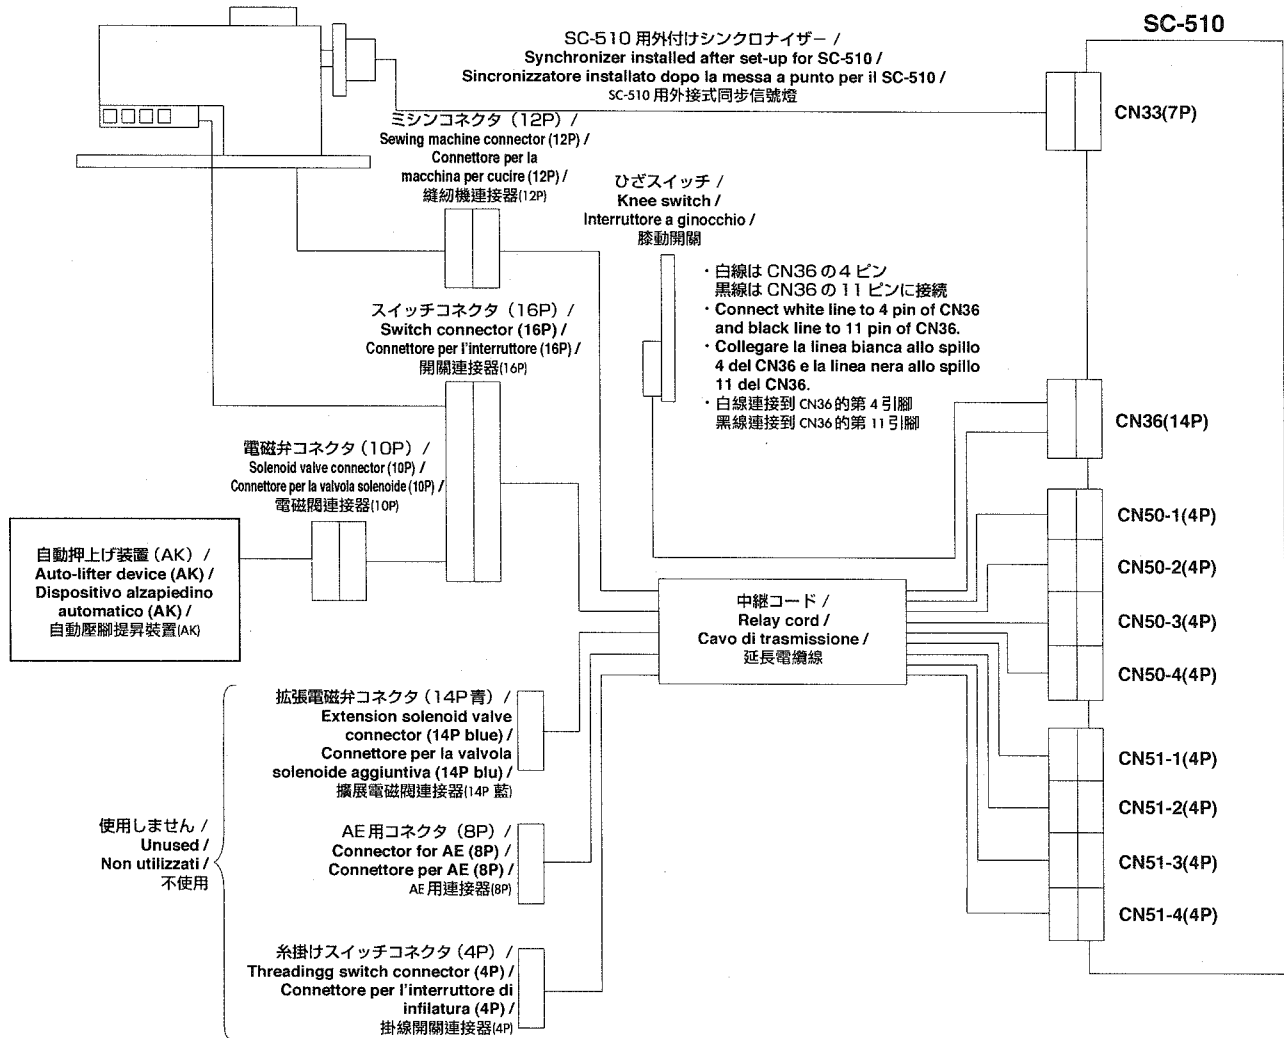 SC-510
SC-510 用外付けシンクロナイザー /
Synchronizer installed after set-up for SC-510 /
Sincronizzatore installato dopo la messa a punto per il SC-510 /
SC-510 用外接式同步信號燈
CN33(7P)
ミシンコネクタ（12P）/
Sewing machine connector (12P) /
Connettore per la
macchina per cucire (12P) /
縫紉機連接器(12P)
ひざスイッチ /
Knee switch /
Interruttore a ginocchio /
膝動開關
・白線は CN36 の 4 ピン
黒線は CN36 の 11 ピンに接続
・Connect white line to 4 pin of CN36
and black line to 11 pin of CN36.
・Collegare la linea bianca allo spillo
4 del CN36 e la linea nera allo spillo
11 del CN36.
・白線連接到 CN36 的第 4 引腳
黑線連接到 CN36 的第 11 引腳
スイッチコネクタ（16P）/
Switch connector (16P) /
Connettore per l'interruttore (16P) /
開關連接器(16P)
CN36(14P)
電磁弁コネクタ（10P）/
Solenoid valve connector (10P) /
Connettore per la valvola solenoide (10P) /
電磁閥連接器(10P)
自動押上げ装置（AK）/
Auto-lifter device (AK) /
Dispositivo alzapiedino
automatico (AK) /
自動壓腳提昇裝置(AK)
CN50-1(4P)
CN50-2(4P)
CN50-3(4P)
CN50-4(4P)
中継コード /
Relay cord /
Cavo di trasmissione /
延長電纜線
拡張電磁弁コネクタ（14P 青）/
Extension solenoid valve
connector (14P blue) /
Connettore per la valvola
solenoide aggiuntiva (14P blu) /
擴展電磁閥連接器(14P 藍)
CN51-1(4P)
CN51-2(4P)
CN51-3(4P)
CN51-4(4P)
使用しません /
Unused /
Non utilizzati /
不使用
AE 用コネクタ（8P）/
Connector for AE (8P) /
Connettore per AE (8P) /
AE 用連接器(8P)
糸掛けスイッチコネクタ（4P）/
Threadingg switch connector (4P) /
Connettore per l'interruttore di
infilatura (4P) /
掛線開關連接器(4P)